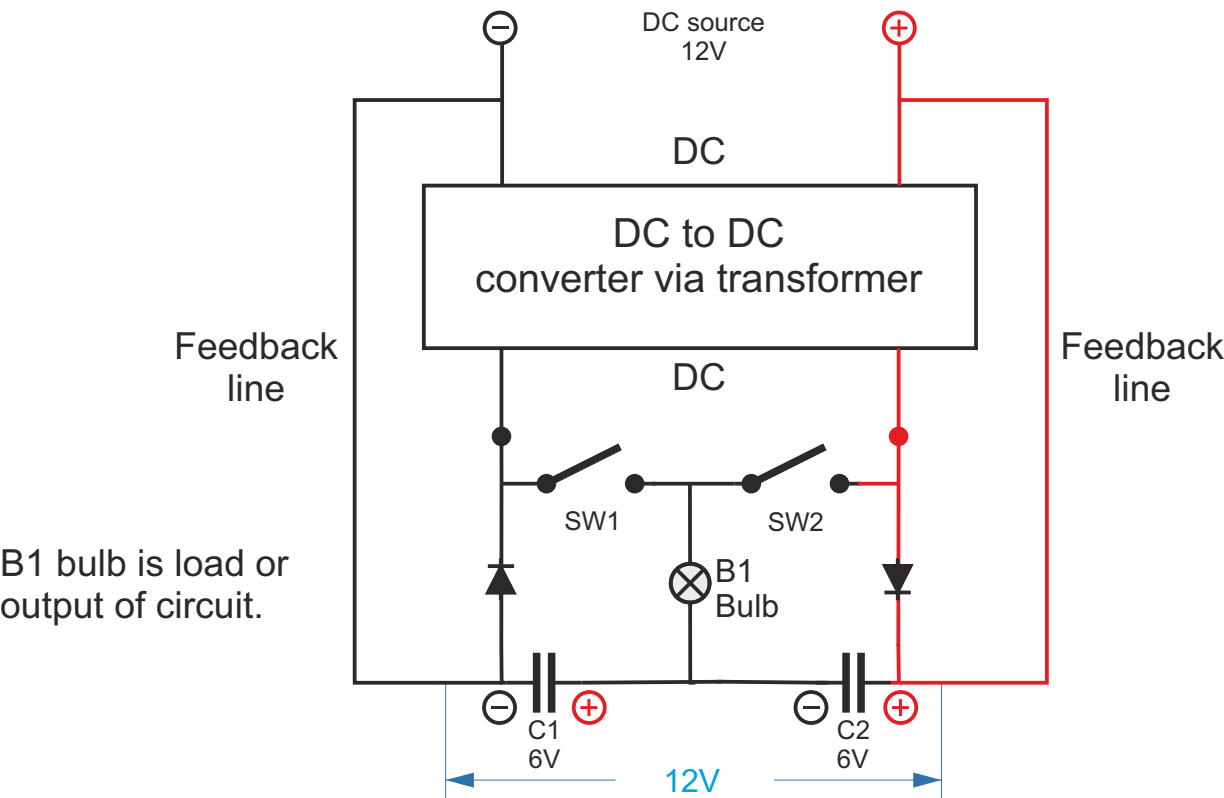 DC source
12V
DC
DC to DC
converter via transformer
Feedback
line
Feedback
line
DC
SW1
SW2
B1 bulb is load or
output of circuit.
B1
Bulb
C1
6V
C2
6V
12V